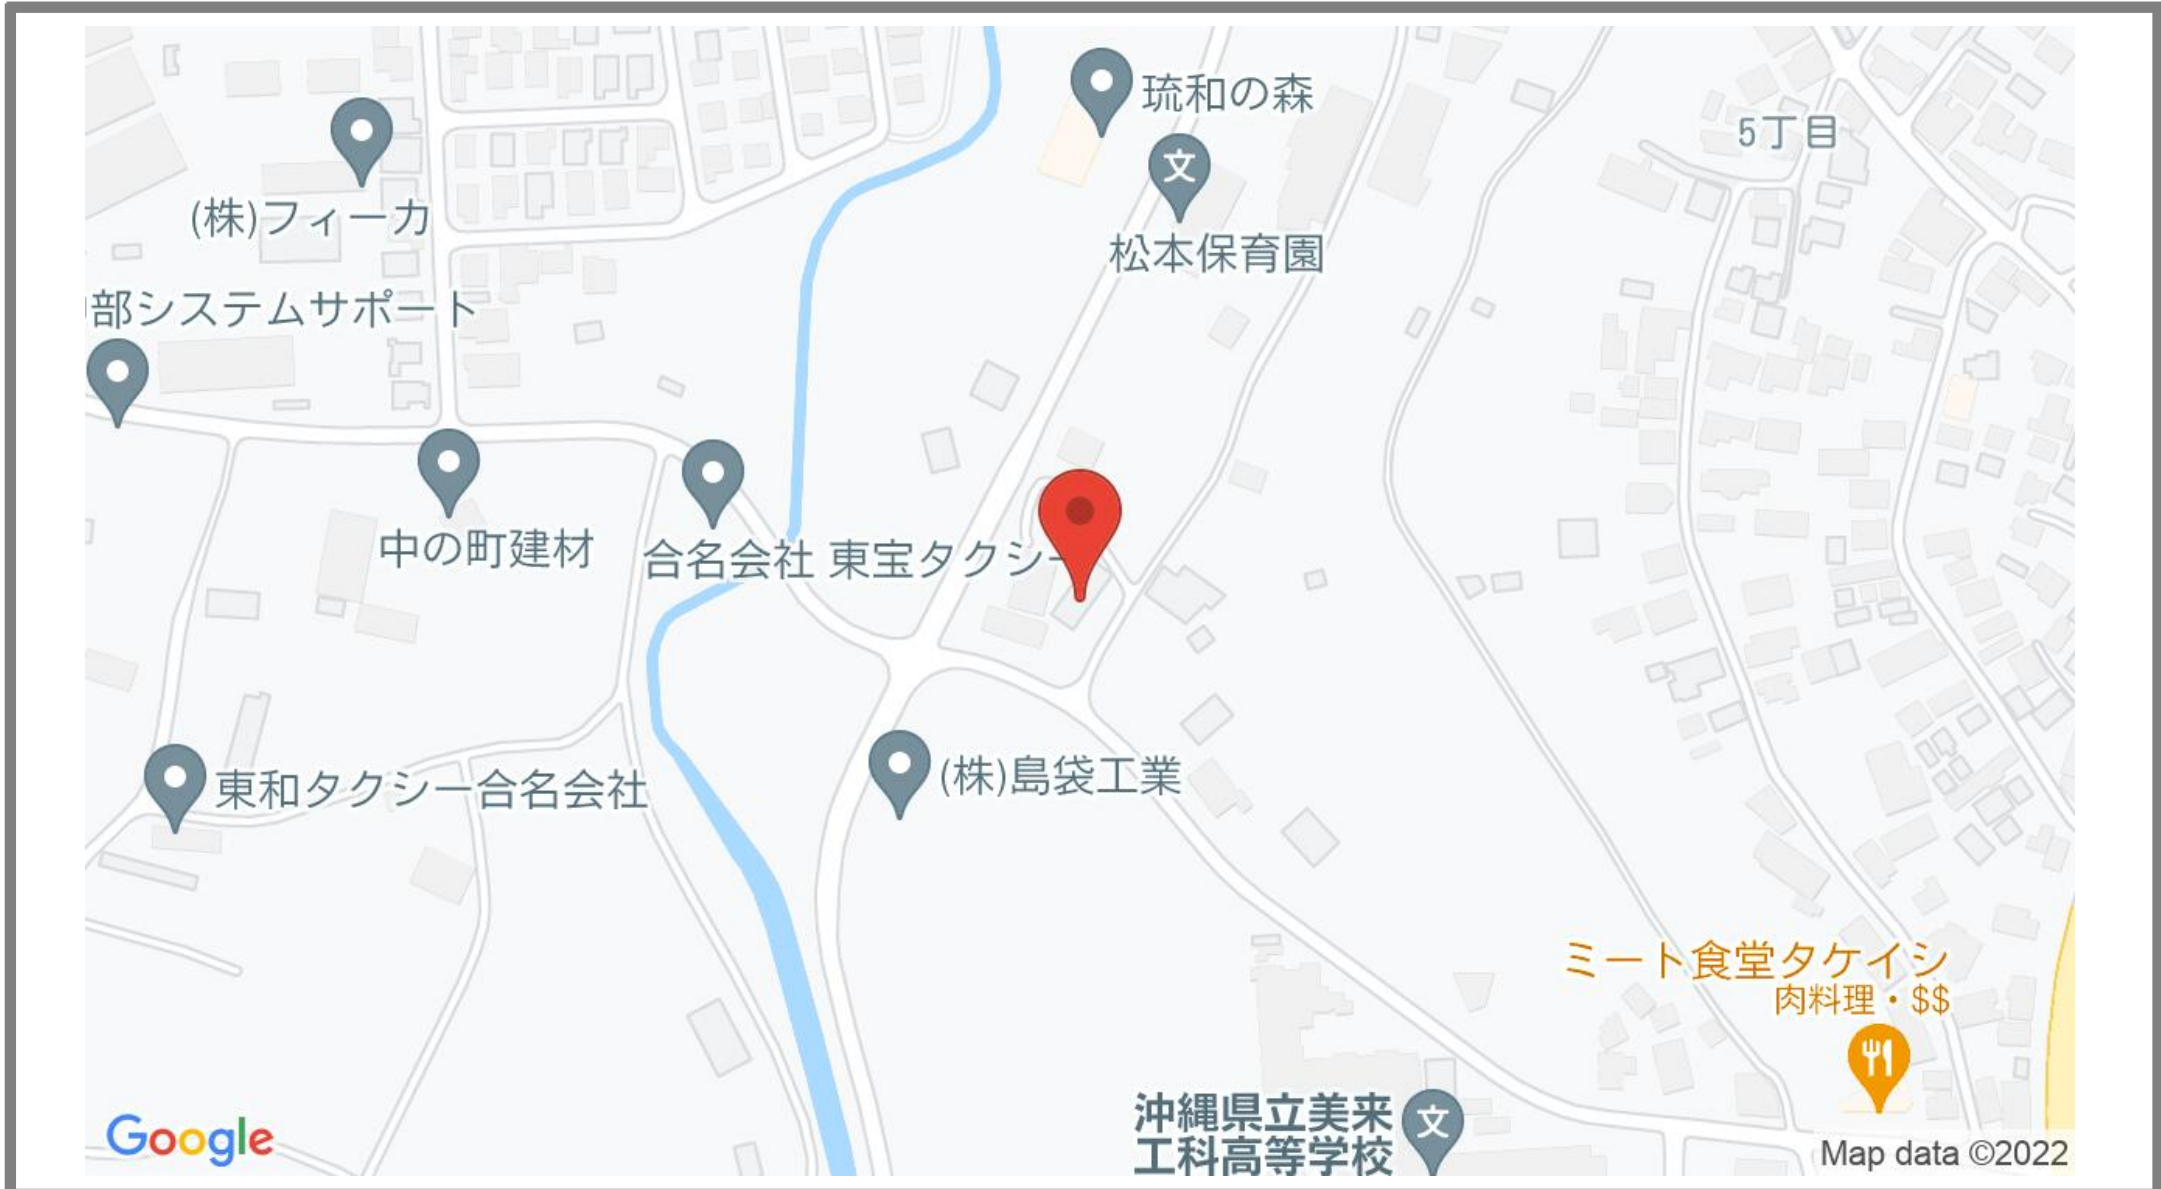 琉和の森
5丁目
(株)フィーカ
松本保育園
部システムサポート
中の町建材
合名会社 東宝タクシー
東和タクシー合名会社
(株)島袋工業
ミート食堂タケイシ
肉料理・$$
沖縄県立美来
工科高等学校
文
文
Google
Map data ©2022